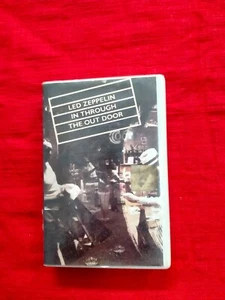 LED ZEPPELIN
IN THROUGH
THE OUT DOOR